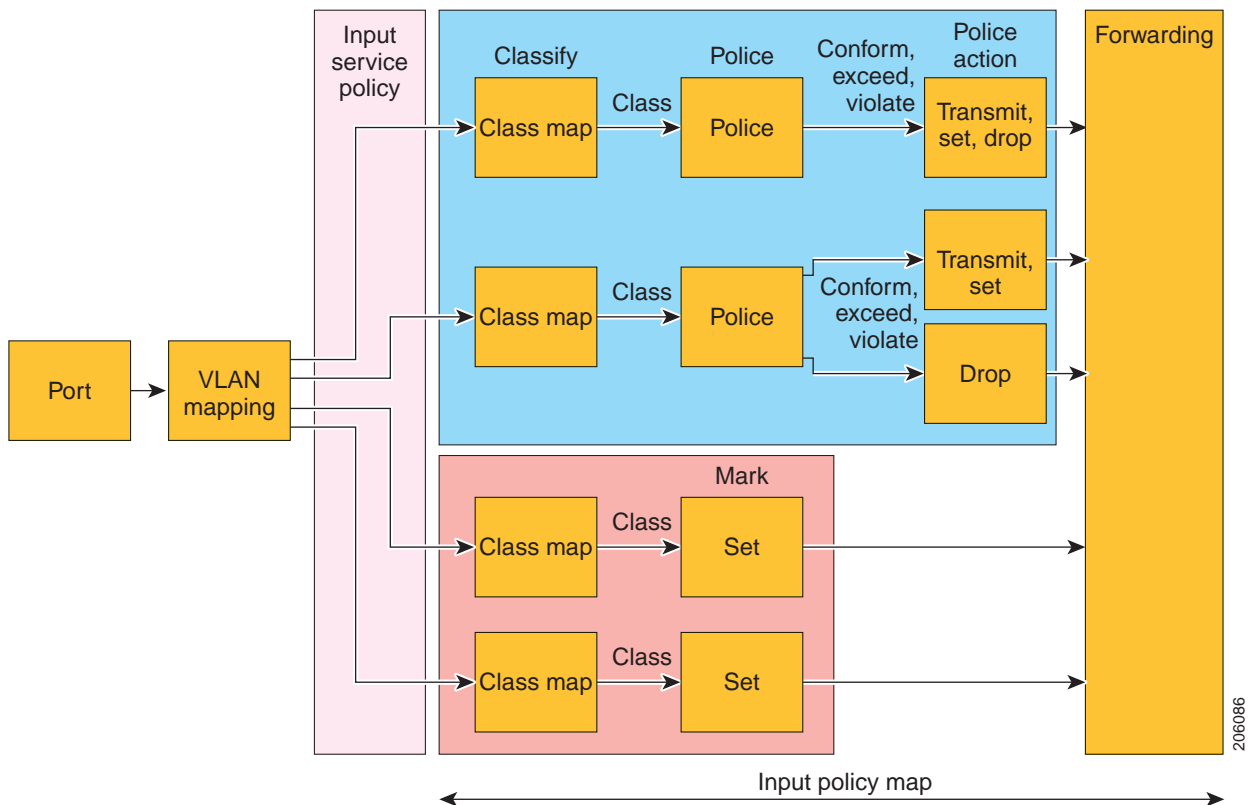 Input
service
policy
Classify
Police
Conform,
exceed,
violate
Police
action
Forwarding
Class map
Class
Police
Transmit,
set, drop
Class map
Class
Police
Conform,
exceed,
violate
Transmit,
set
Drop
Port
VLAN
mapping
Mark
Class map
Class
Set
Class map
Class
Set
206086
Input policy map